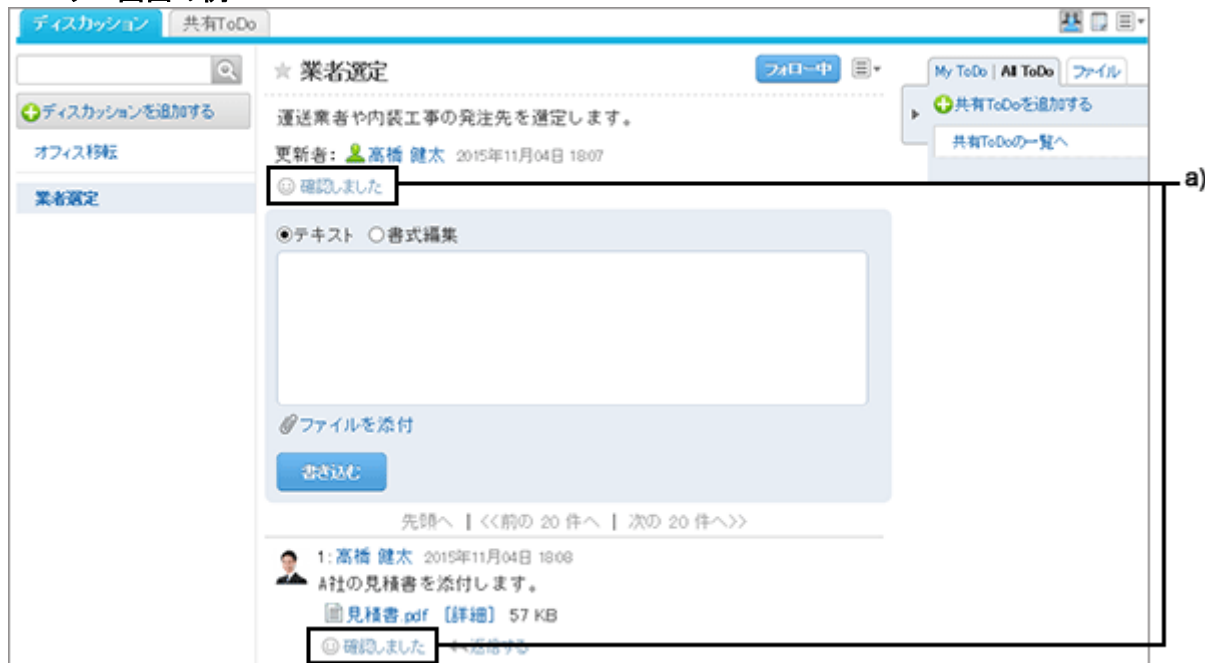 ディスカッション 共有ToDo
★ 業者選定 フォロー中
My ToDo | All ToDo ファイル
ディスカッションを追加する
共有ToDoを追加する
運送業者や内装工事の発注先を選定します。
オフィス移転
更新者: 高橋 健太 2015年11月04日 18:07
共有ToDoの一覧へ
確認しました
a)
業者選定
テキスト 書式編集
ファイルを添付
書き込む
先頭へ | <<前の 20 件へ | 次の 20 件へ>>
1: 高橋 健太 2015年11月04日 18:08
A社の見積書を添付します。
見積書.pdf [詳細] 57 KB
確認しました 返信する